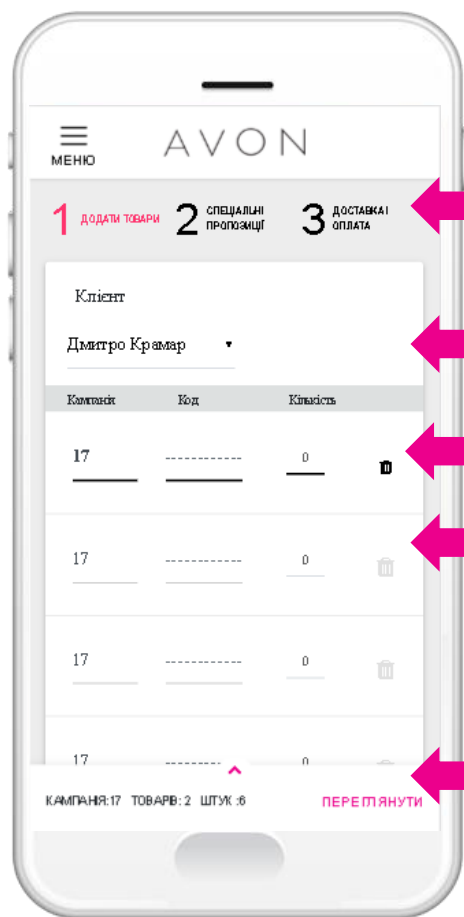 МЕНЮ
AVON
1 ДОДАТИ ТОВАРИ
2 СПЕЦІАЛЬНІ ПРОПОЗИЦІЇ
3 ДОСТАВКА І ОПЛАТА
Клієнт
Дмитро Крамар
Кампанія Код Кількість
17 ----------- 0
17 ----------- 0
17 ----------- 0
17 ----------- 0
КАМПАНІЯ:17 ТОВАРІВ: 2 ШТУК :6 ПЕРЕГЛЯНУТИ